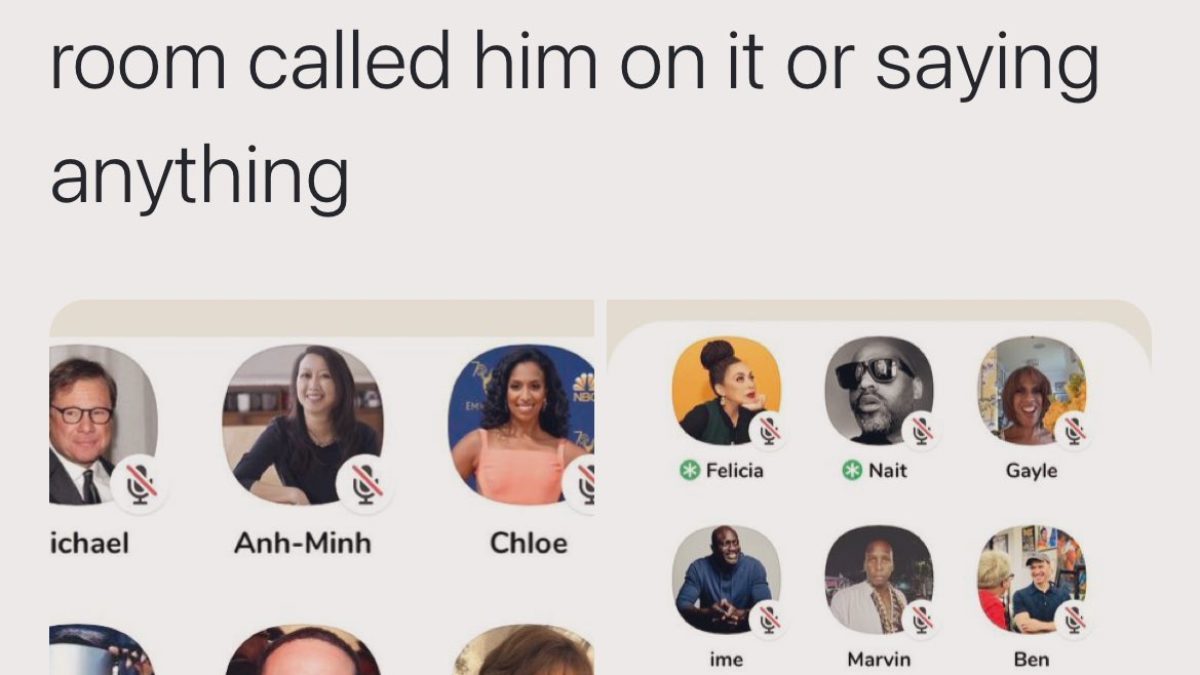 room called him on it or saying
anything
ichael
Anh-Minh
Chloe
Felicia
Nait
Gayle
ime
Marvin
Ben